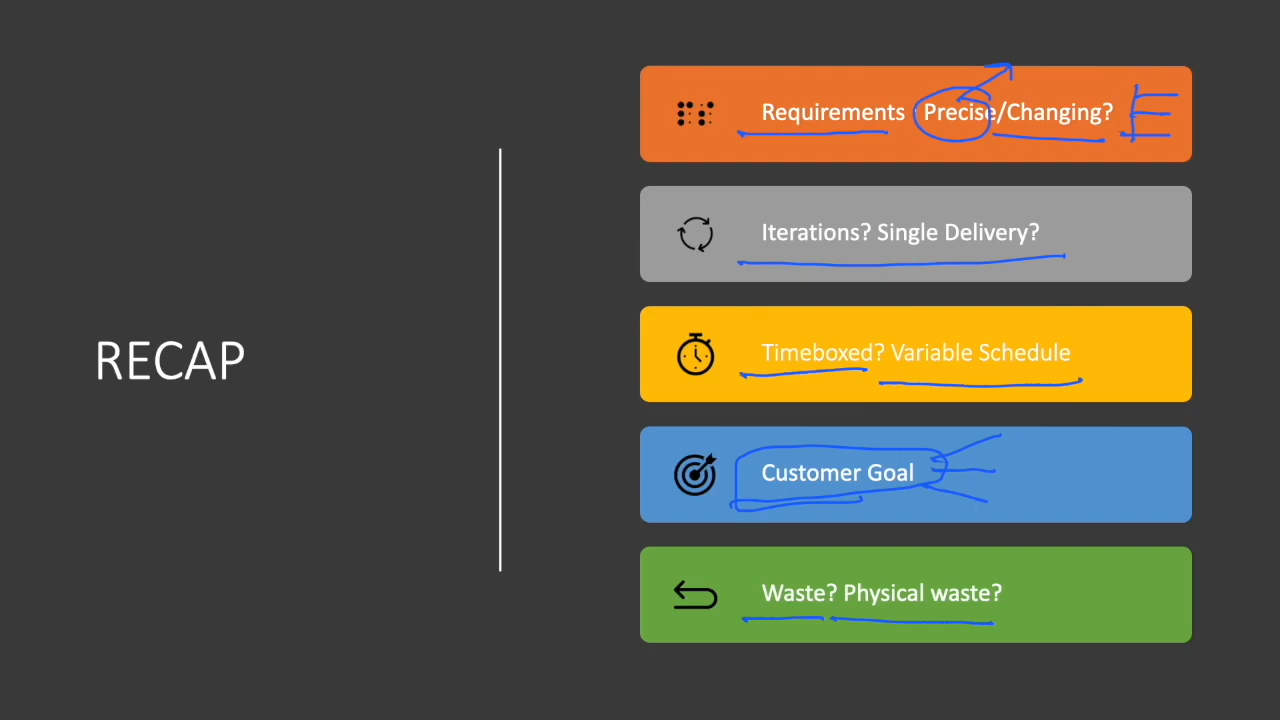 RECAP
Requirements : Precise/Changing?
Iterations? Single Delivery?
Timeboxed? Variable Schedule
Customer Goal
Waste? Physical waste?